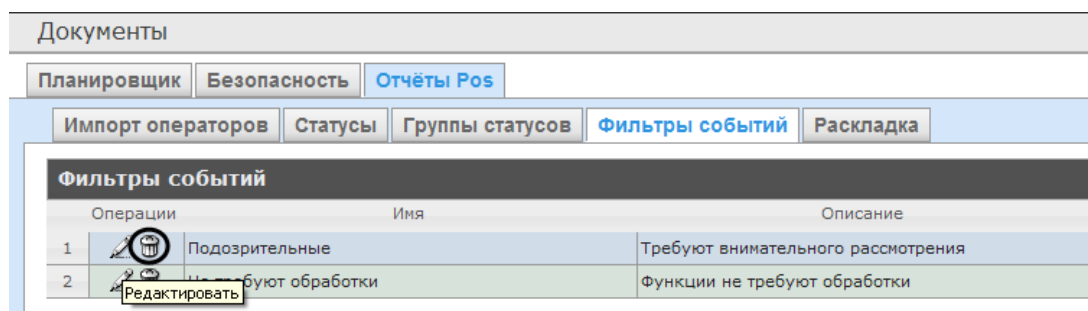 Документы
Планировщик Безопасность Отчёты Pos
Импорт операторов Статусы Группы статусов Фильтры событий Раскладка
Фильтры событий
Операции Имя Описание
1 Подозрительные Требуют внимательного рассмотрения
2 требуют обработки Функции не требуют обработки
Редактировать